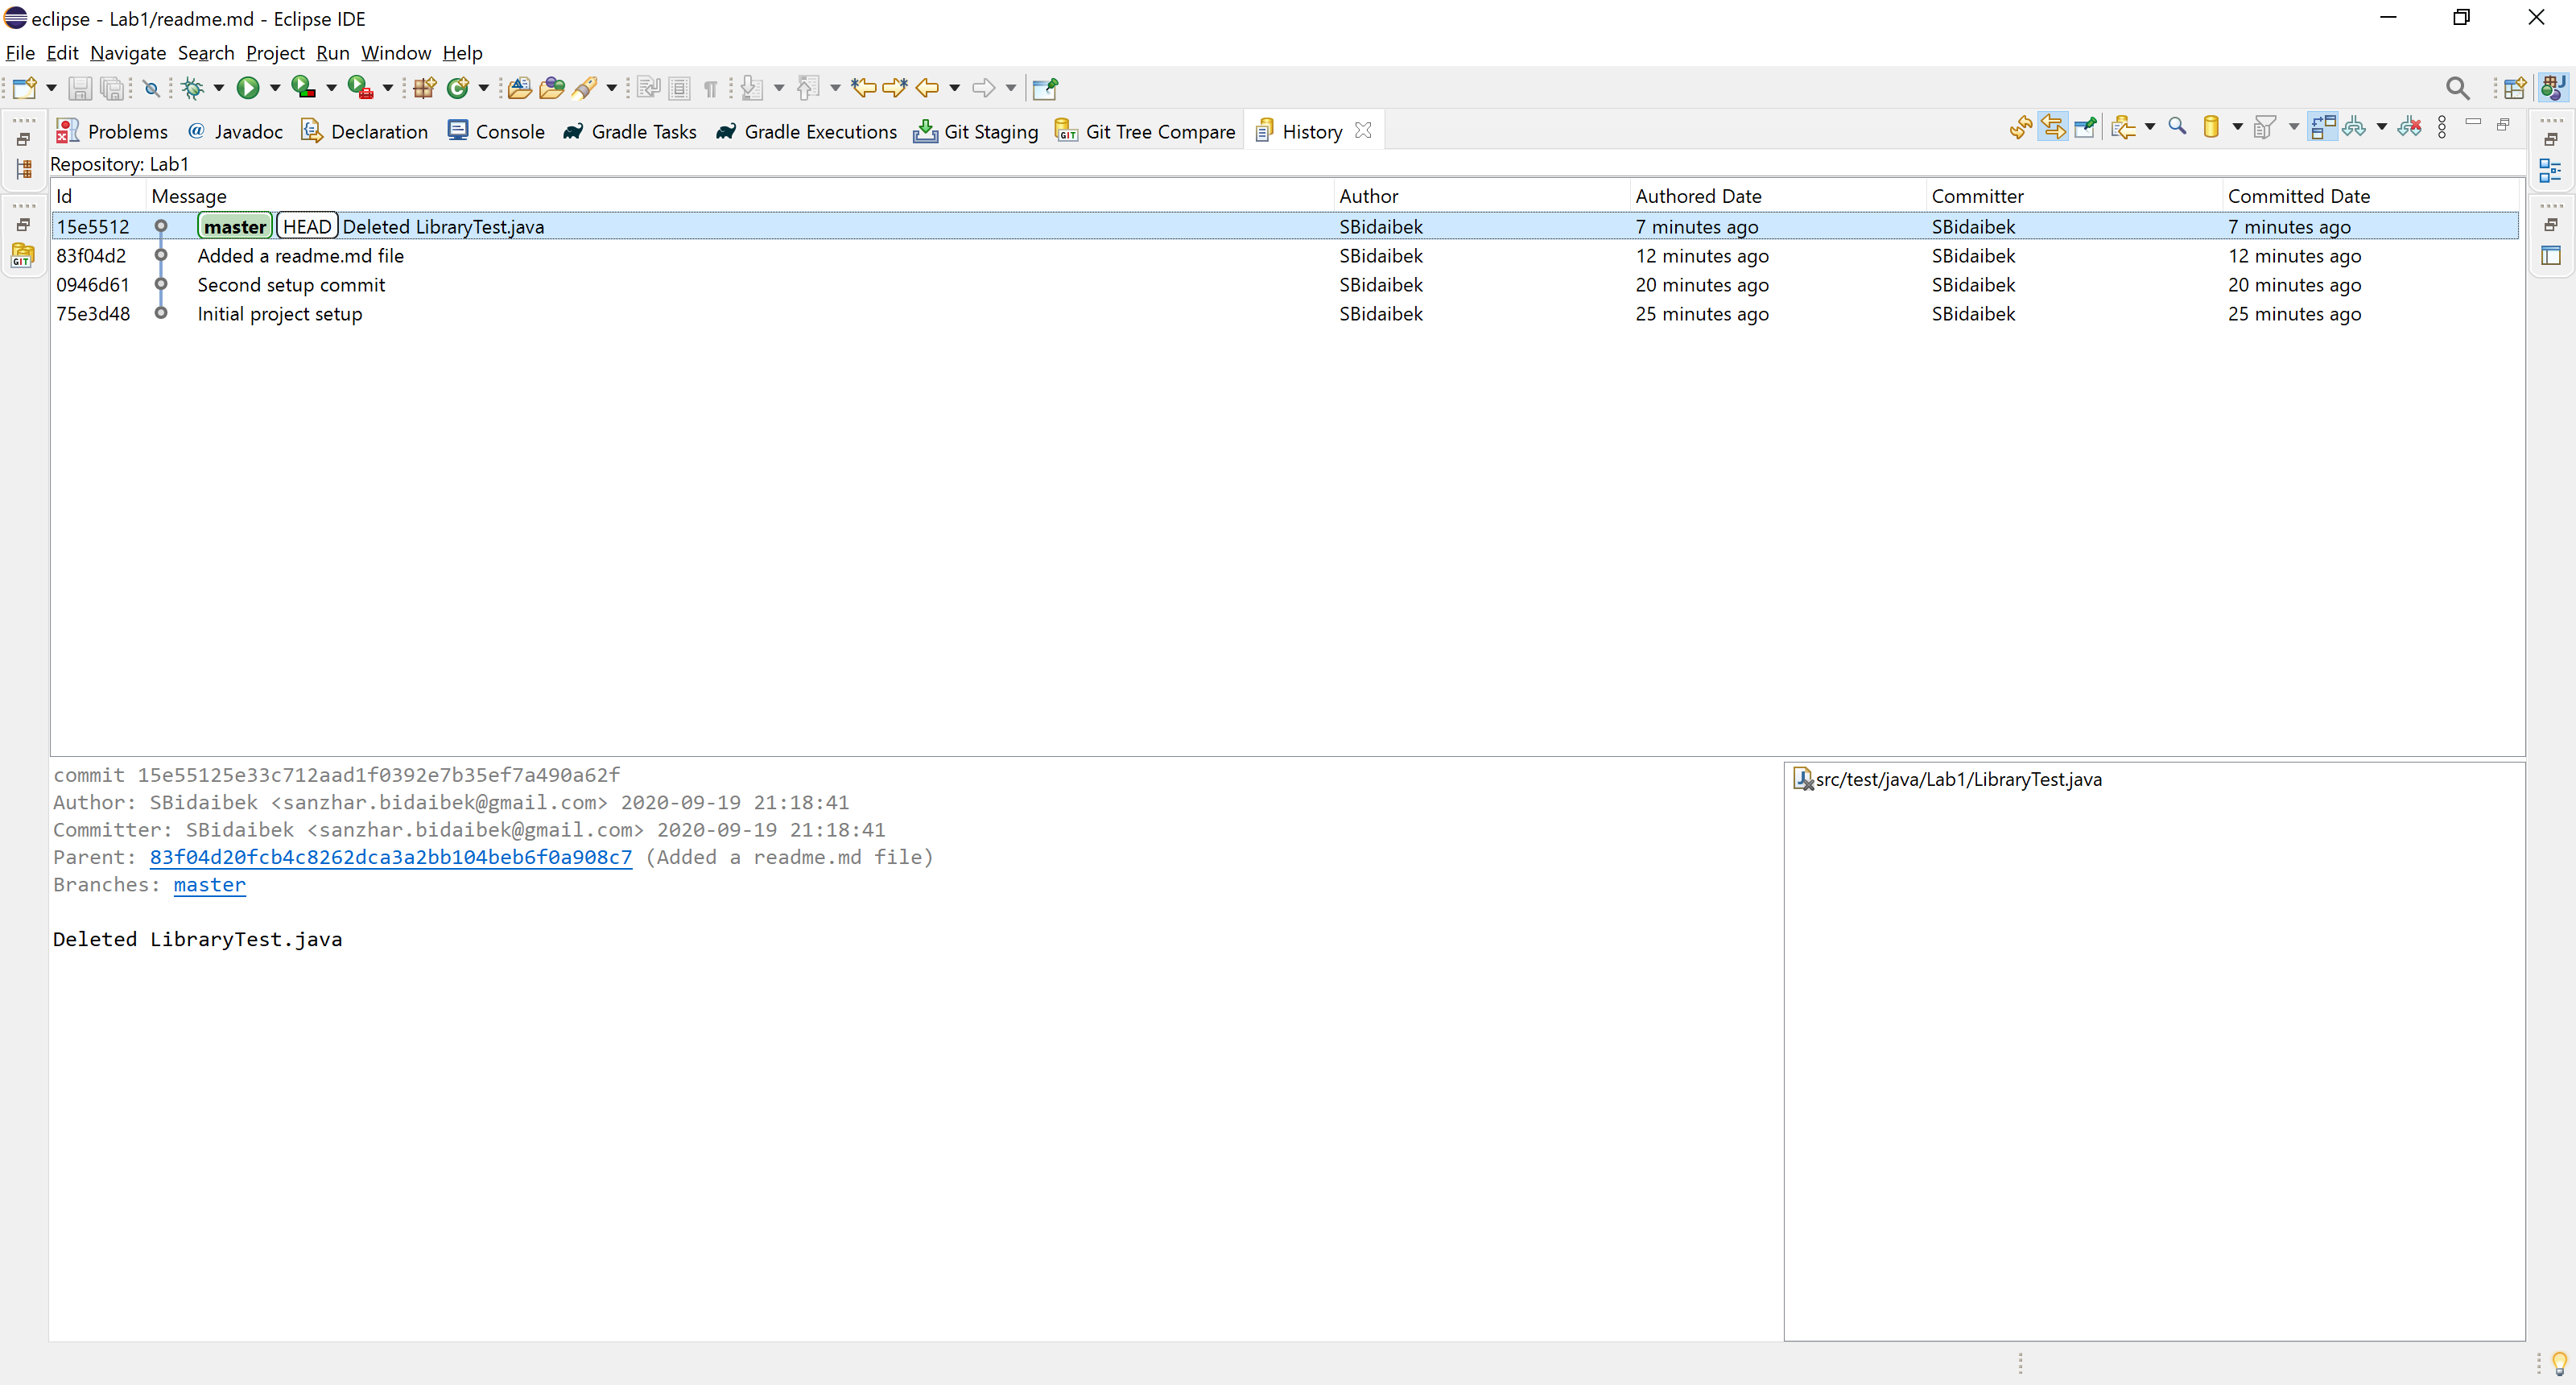 eclipse - Lab1/readme.md - Eclipse IDE
File Edit Navigate Search Project Run Window Help
Problems @ Javadoc Declaration Console Gradle Tasks Gradle Executions Git Staging Git Tree Compare History
Repository: Lab1
Id Message Author Authored Date Committer Committed Date
15e5512 master HEAD Deleted LibraryTest.java SBidaibek 7 minutes ago SBidaibek 7 minutes ago
83f04d2 Added a readme.md file SBidaibek 12 minutes ago SBidaibek 12 minutes ago
0946d61 Second setup commit SBidaibek 20 minutes ago SBidaibek 20 minutes ago
75e3d48 Initial project setup SBidaibek 25 minutes ago SBidaibek 25 minutes ago
commit 15e55125e33c712aad1f0392e7b35ef7a490a62f
Author: SBidaibek <sanzhar.bidaibek@gmail.com> 2020-09-19 21:18:41
Committer: SBidaibek <sanzhar.bidaibek@gmail.com> 2020-09-19 21:18:41
Parent: 83f04d20fcb4c8262dca3a2bb104beb6f0a908c7 (Added a readme.md file)
Branches: master
Deleted LibraryTest.java
src/test/java/Lab1/LibraryTest.java